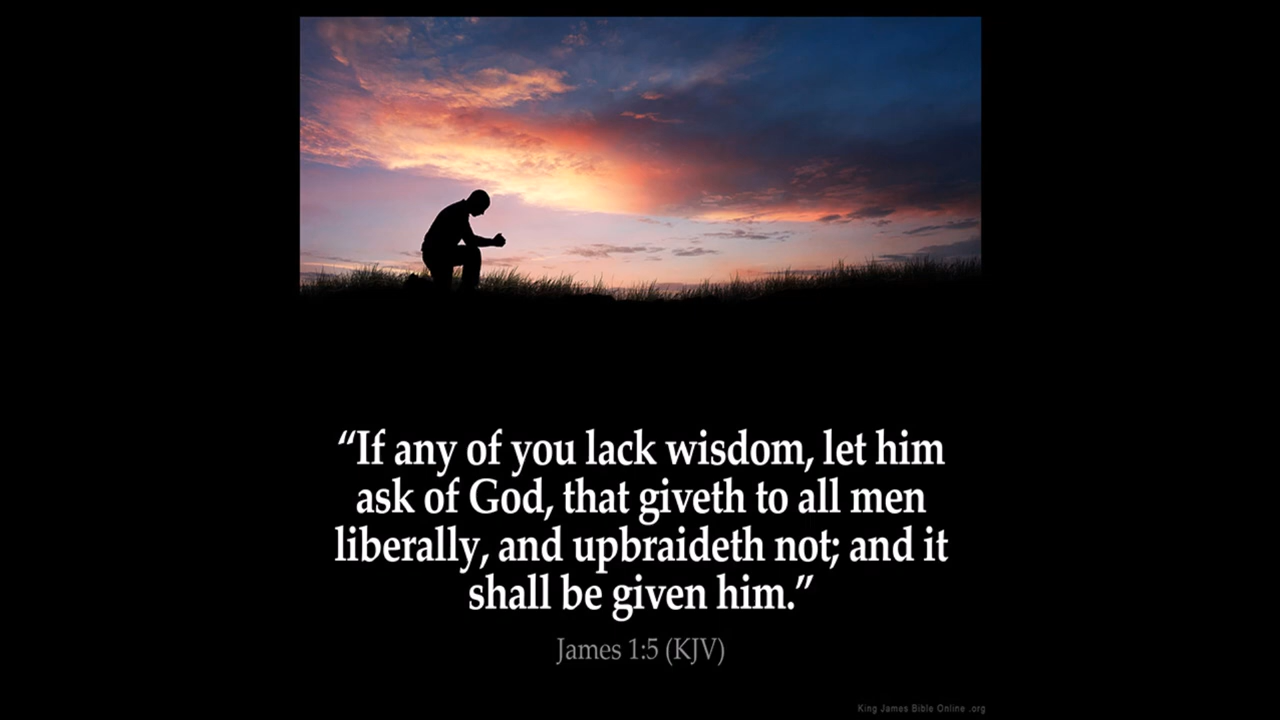 “If any of you lack wisdom, let him
ask of God, that giveth to all men
liberally, and upbraideth not; and it
shall be given him.”
James 1:5 (KJV)
King James Bible Online .org